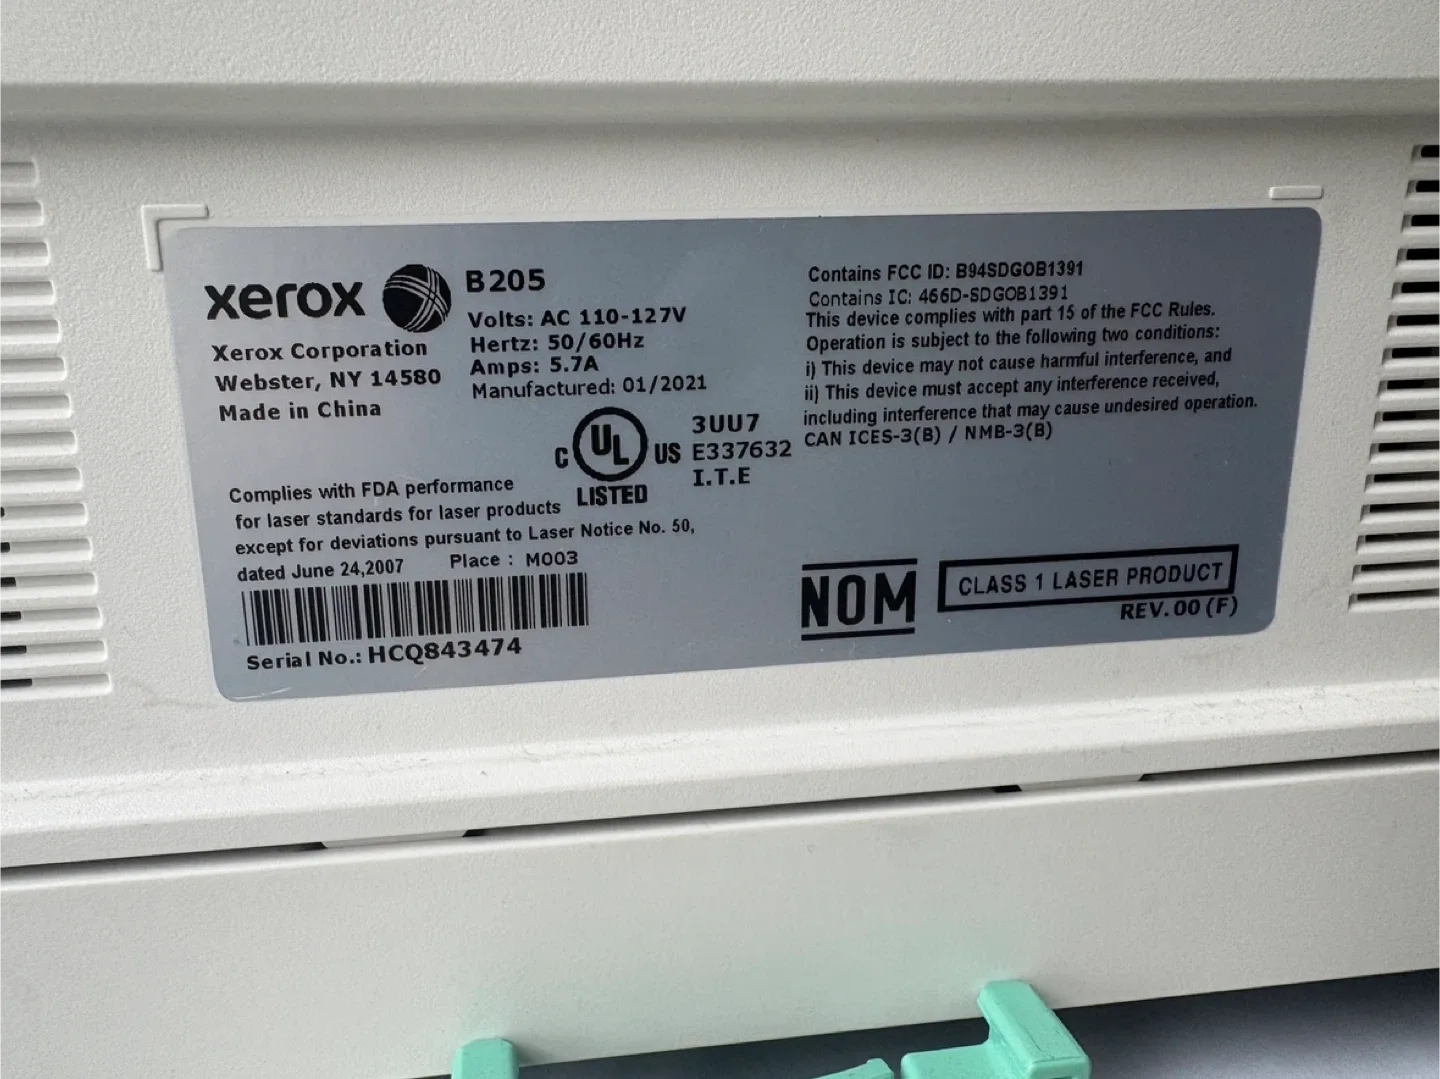 xerox
Xerox Corporation
Webster, NY 14580
Made in China
B205
Volts: AC 110-127V
Hertz: 50/60Hz
Amps: 5.7A
Manufactured: 01/2021
C UL US
LISTED
3UU7
E337632
I.T.E
Complies with FDA performance
for laser standards for laser products
except for deviations pursuant to Laser Notice No. 50,
dated June 24,2007 Place : M003
Serial No.: HCQ843474
Contains FCC ID: B94SDGOB1391
Contains IC: 466D-SDGOB1391
This device complies with part 15 of the FCC Rules.
Operation is subject to the following two conditions:
i) This device may not cause harmful interference, and
ii) This device must accept any interference received,
including interference that may cause undesired operation.
CAN ICES-3(B) / NMB-3(B)
NOM
CLASS 1 LASER PRODUCT
REV. 00 (F)